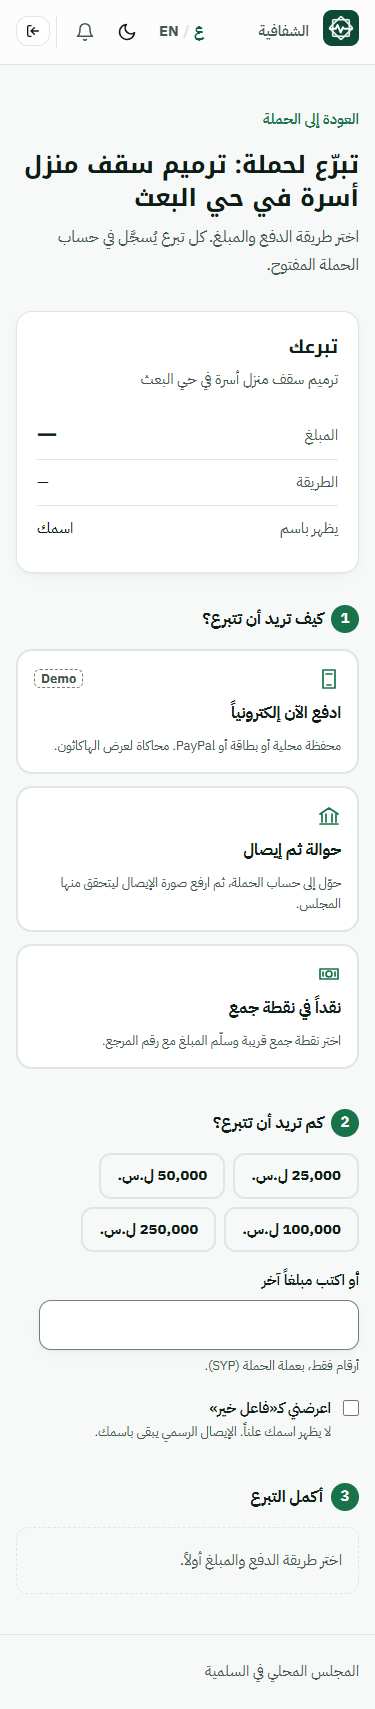 الشفافية
ع / EN
العودة إلى الحملة
تبرّع لحملة: ترميم سقف منزل
أسرة في حي البعث
اختر طريقة الدفع والمبلغ. كل تبرع يُسجَّل في حساب
الحملة المفتوح.
تبرعك
ترميم سقف منزل أسرة في حي البعث
المبلغ —
الطريقة —
يظهر باسم اسمك
1 كيف تريد أن تتبرع؟
Demo
ادفع الآن إلكترونياً
محفظة محلية أو بطاقة أو PayPal. محاكاة لعرض الهاكاثون.
حوالة ثم إيصال
حوّل إلى حساب الحملة، ثم ارفع صورة الإيصال ليتحقق منها
المجلس.
نقداً في نقطة جمع
اختر نقطة جمع قريبة وسلّم المبلغ مع رقم المرجع.
2 كم تريد أن تتبرع؟
25,000 ل.س. 50,000 ل.س.
100,000 ل.س. 250,000 ل.س.
أو اكتب مبلغاً آخر
أرقام فقط، بعملة الحملة (SYP).
اعرضني كـ«فاعل خير»
لا يظهر اسمك علناً. الإيصال الرسمي يبقى باسمك.
3 أكمل التبرع
اختر طريقة الدفع والمبلغ أولاً.
المجلس المحلي في السلمية